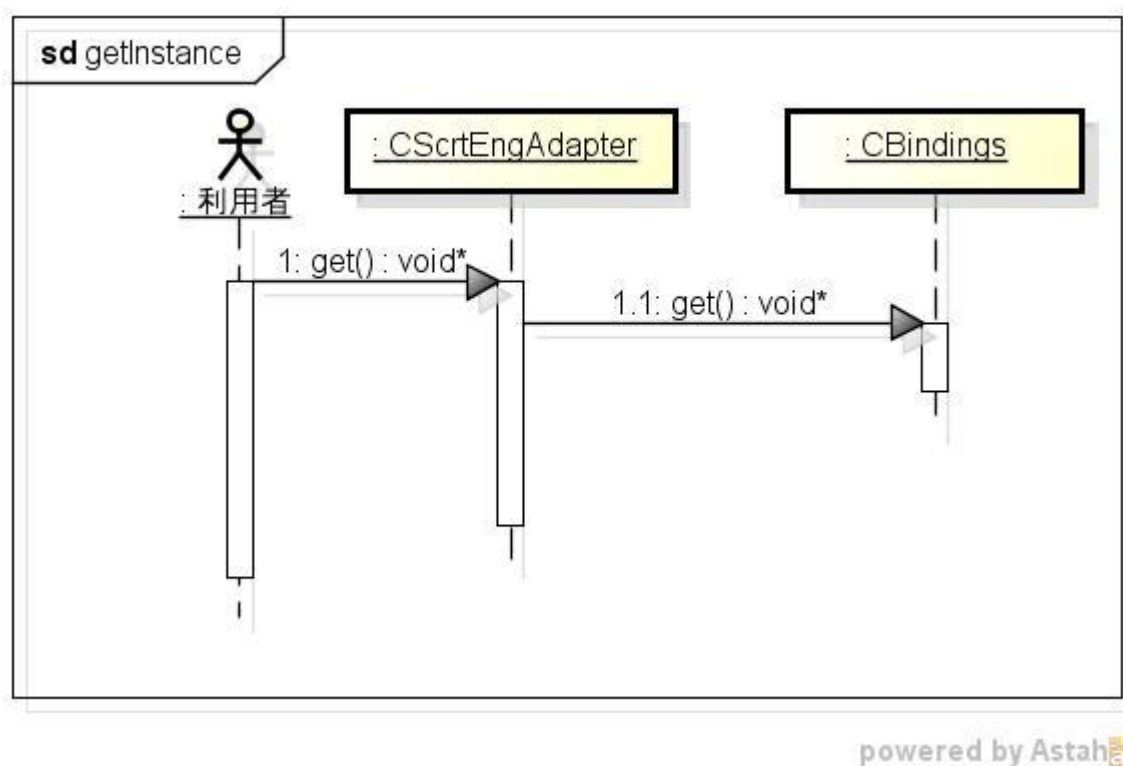 sd getInstance
: CScrtEngAdapter
: CBindings
: 利用者
1: get() : void*
1.1: get() : void*
powered by Astah